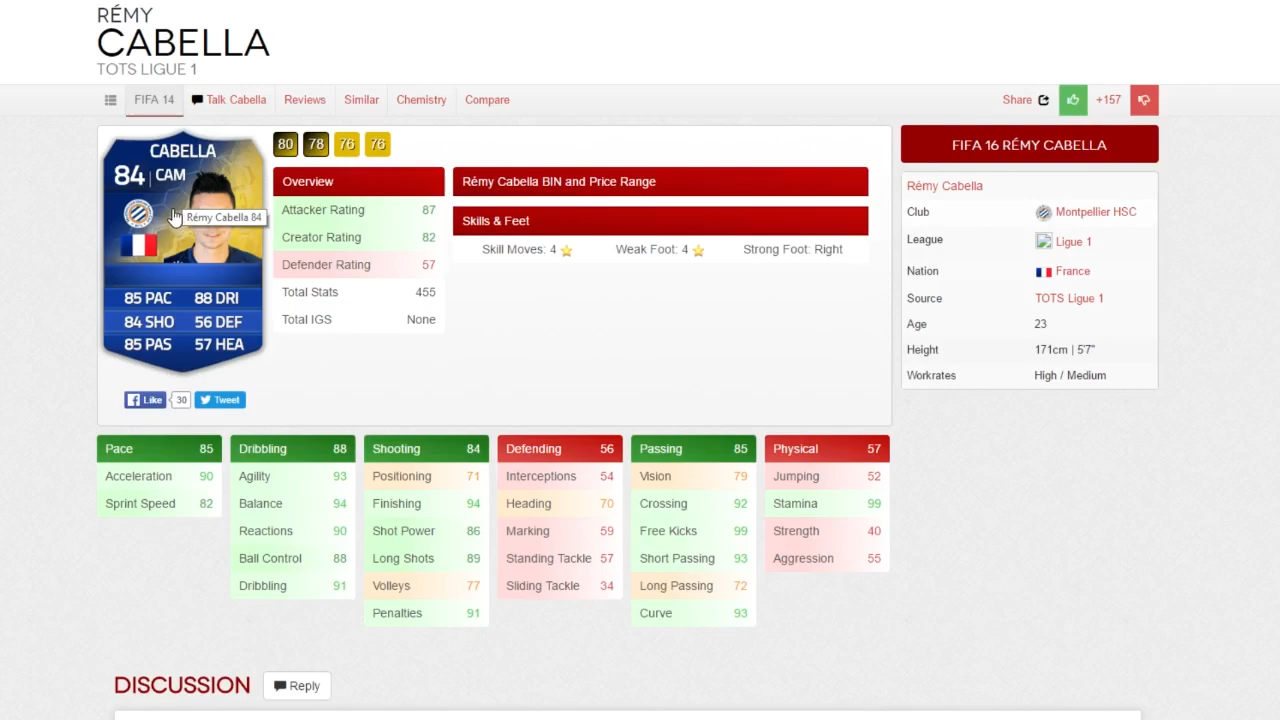 RÉMY
CABELLA
TOTS LIGUE 1
FIFA 14 Talk Cabella Reviews Similar Chemistry Compare Share +157
CABELLA
84 CAM
Rémy Cabella 84
85 PAC 88 DRI
84 SHO 56 DEF
85 PAS 57 HEA
Like 30 Tweet
80 78 76 76
Overview
Attacker Rating 87
Creator Rating 82
Defender Rating 57
Total Stats 455
Total IGS None
Rémy Cabella BIN and Price Range
Skills & Feet
Skill Moves: 4 Weak Foot: 4 Strong Foot: Right
FIFA 16 RÉMY CABELLA
Rémy Cabella
Club Montpellier HSC
League Ligue 1
Nation France
Source TOTS Ligue 1
Age 23
Height 171cm | 5'7"
Workrates High / Medium
Pace 85
Acceleration 90
Sprint Speed 82
Dribbling 88
Agility 93
Balance 94
Reactions 90
Ball Control 88
Dribbling 91
Shooting 84
Positioning 71
Finishing 94
Shot Power 86
Long Shots 89
Volleys 77
Penalties 91
Defending 56
Interceptions 54
Heading 70
Marking 59
Standing Tackle 57
Sliding Tackle 34
Passing 85
Vision 79
Crossing 92
Free Kicks 99
Short Passing 93
Long Passing 72
Curve 93
Physical 57
Jumping 52
Stamina 99
Strength 40
Aggression 55
DISCUSSION Reply